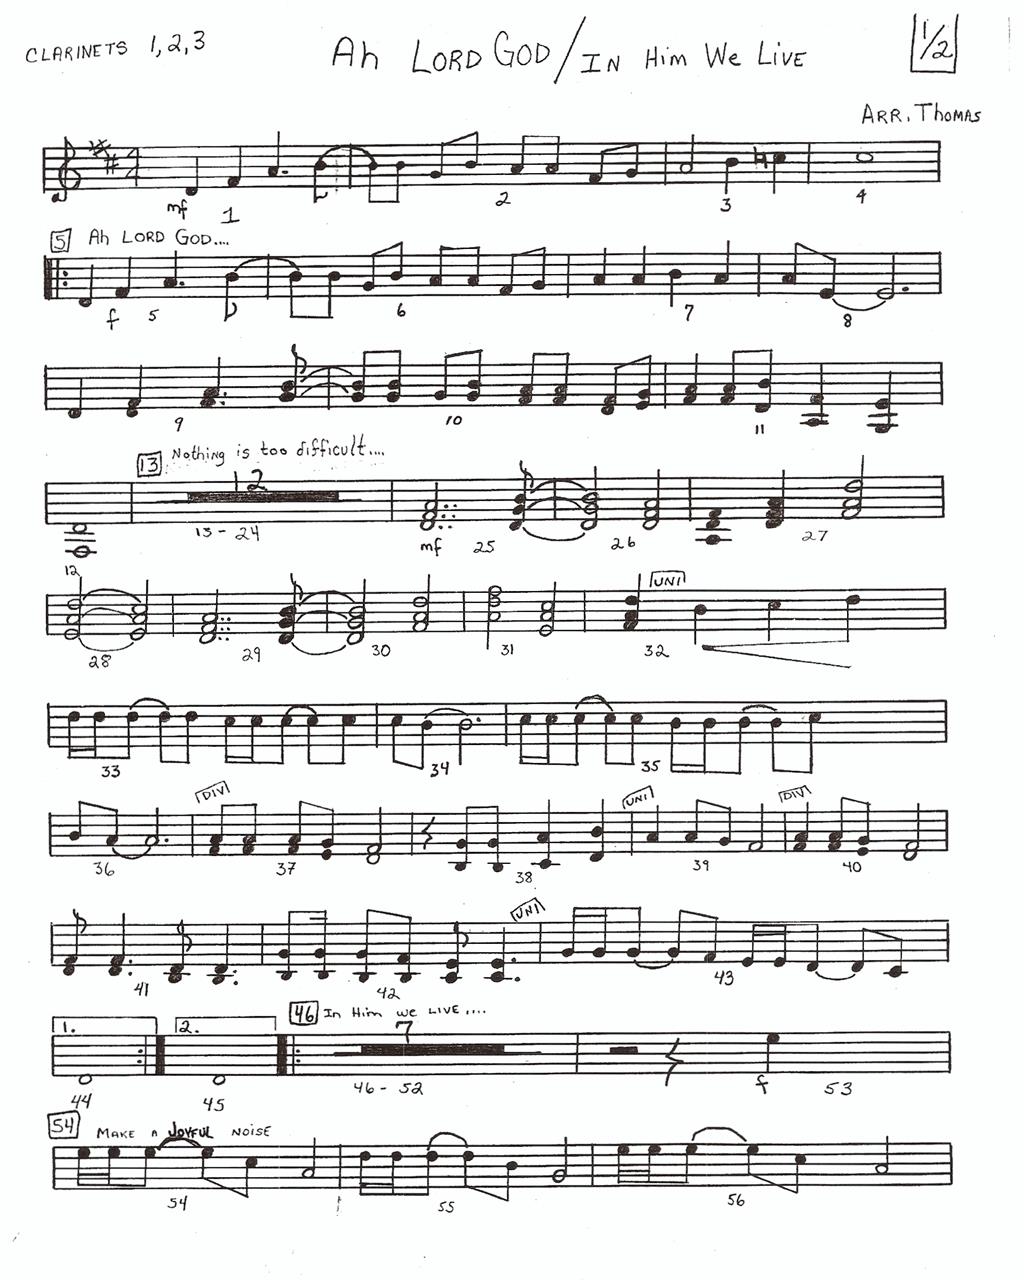 CLARINETS 1,2,3
Ah LORD GOD/IN Him We Live
1/2
ARR. Thomas
mf 1 2 3 4
5 Ah LORD GOD....
f 5 6 7 8
9 10 11
13 Nothing is too difficult....
12
12 13-24 mf 25 26 27
UNI
28 29 30 31 32
33 34 35
DIV UNI DIV
36 37 38 39 40
UNI
41 42 43
1. 2. 46 In Him we LIVE....
7
44 45 46-52 f 53
54 MAKE A JOYFUL NOISE
54 55 56